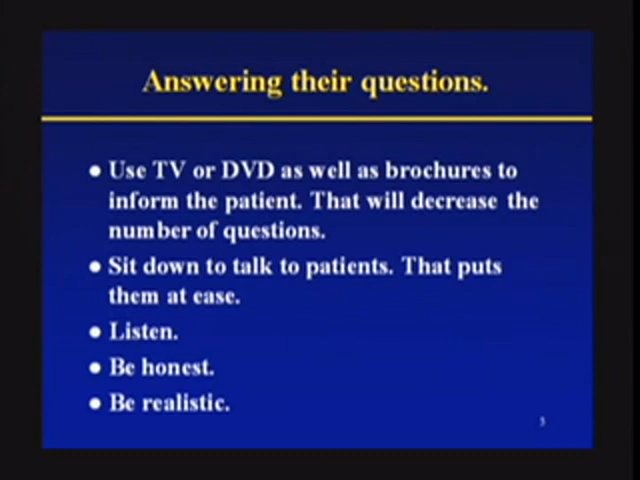 Answering their questions.
● Use TV or DVD as well as brochures to
inform the patient. That will decrease the
number of questions.
● Sit down to talk to patients. That puts
them at ease.
● Listen.
● Be honest.
● Be realistic.